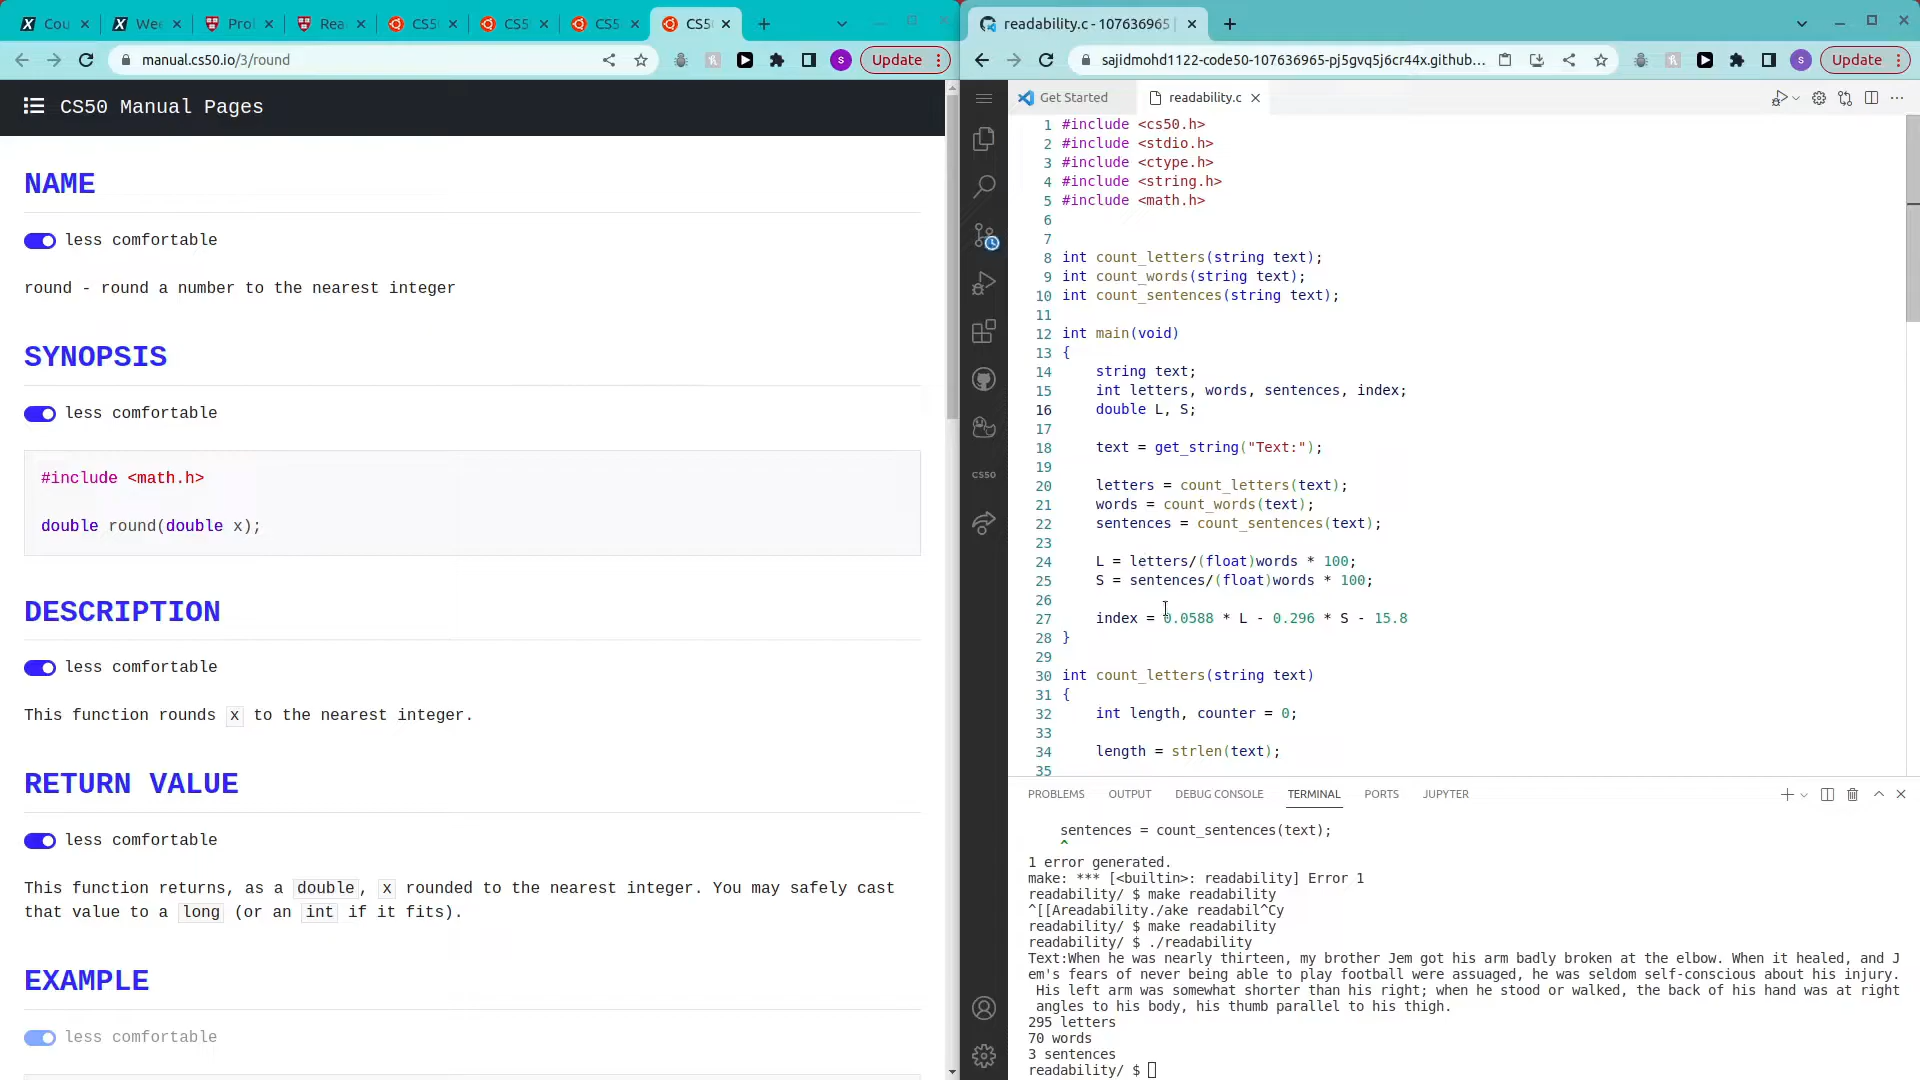 Cou
Wee
Pro
Rea
CS5
CS5
CS5
CS5
manual.cs50.io/3/round
Update
CS50 Manual Pages
NAME
less comfortable
round - round a number to the nearest integer
SYNOPSIS
less comfortable
#include <math.h>
double round(double x);
DESCRIPTION
less comfortable
This function rounds x to the nearest integer.
RETURN VALUE
less comfortable
This function returns, as a double, x rounded to the nearest integer. You may safely cast
that value to a long (or an int if it fits).
EXAMPLE
less comfortable
readability.c - 107636965
sajidmohd1122-code50-107636965-pj5gvq5j6cr44x.github...
S
Update
Get Started
readability.c
CS50
1 #include <cs50.h>
2 #include <stdio.h>
3 #include <ctype.h>
4 #include <string.h>
5 #include <math.h>
6
7
8 int count_letters(string text);
9 int count_words(string text);
10 int count_sentences(string text);
11
12 int main(void)
13 {
14 string text;
15 int letters, words, sentences, index;
16 double L, S;
17
18 text = get_string("Text:");
19
20 letters = count_letters(text);
21 words = count_words(text);
22 sentences = count_sentences(text);
23
24 L = letters/(float)words * 100;
25 S = sentences/(float)words * 100;
26
27 index = 0.0588 * L - 0.296 * S - 15.8
28 }
29
30 int count_letters(string text)
31 {
32 int length, counter = 0;
33
34 length = strlen(text);
35
PROBLEMS OUTPUT DEBUG CONSOLE TERMINAL PORTS JUPYTER
sentences = count_sentences(text);
^
1 error generated.
make: *** [<builtin>: readability] Error 1
readability/ $ make readability
^[[Areadability./ake readabil^Cy
readability/ $ make readability
readability/ $ ./readability
Text:When he was nearly thirteen, my brother Jem got his arm badly broken at the elbow. When it healed, and J
em's fears of never being able to play football were assuaged, he was seldom self-conscious about his injury.
His left arm was somewhat shorter than his right; when he stood or walked, the back of his hand was at right
angles to his body, his thumb parallel to his thigh.
295 letters
70 words
3 sentences
readability/ $